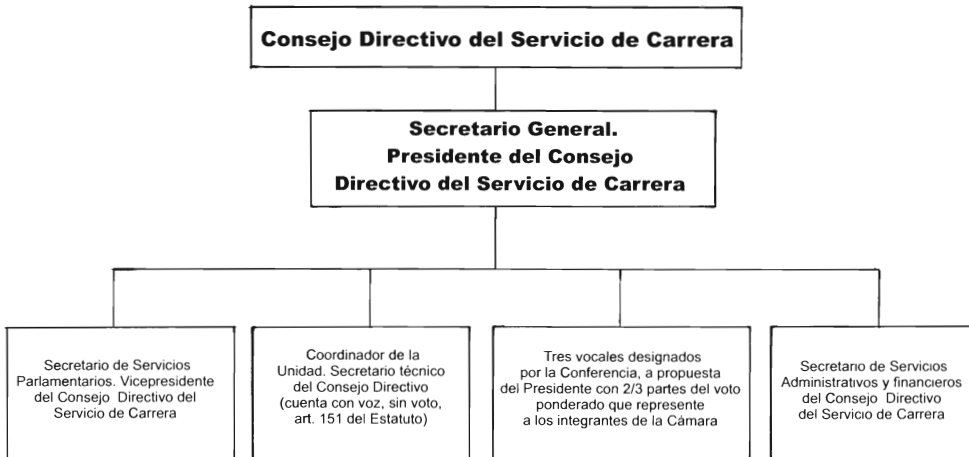 Consejo Directivo del Servicio de Carrera
Secretario General.
Presidente del Consejo
Directivo del Servicio de Carrera
Secretario de Servicios
Parlamentarios. Vicepresidente
del Consejo Directivo del
Servicio de Carrera
Coordinador de la
Unidad. Secretario técnico
del Consejo Directivo
(cuenta con voz, sin voto,
art. 151 del Estatuto)
Tres vocales designados
por la Conferencia, a propuesta
del Presidente con 2/3 partes del voto
ponderado que represente
a los integrantes de la Cámara
Secretario de Servicios
Administrativos y financieros
del Consejo Directivo
del Servicio de Carrera